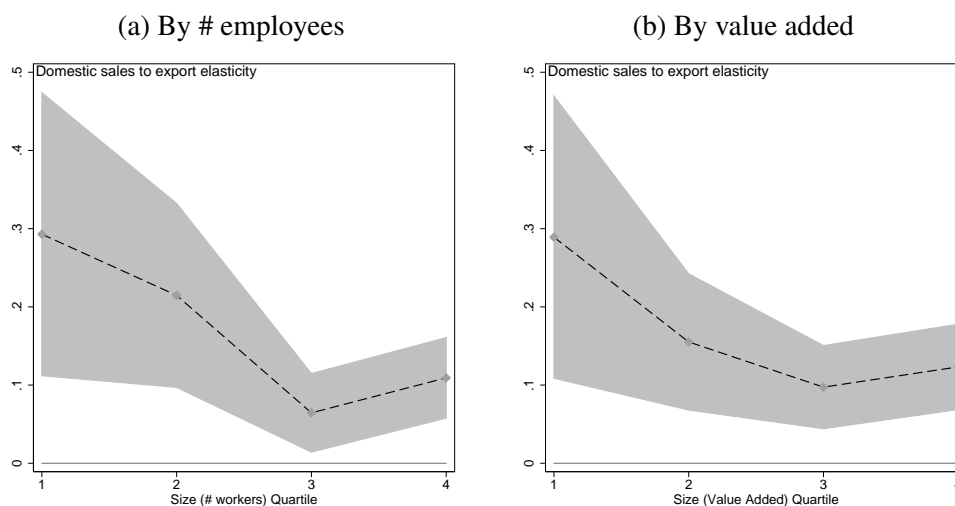 (a) By # employees
Domestic sales to export elasticity
.5
.4
.3
.2
.1
0
1 2 3 4
Size (# workers) Quartile
(b) By value added
Domestic sales to export elasticity
.5
.4
.3
.2
.1
0
1 2 3
Size (Value Added) Quartile